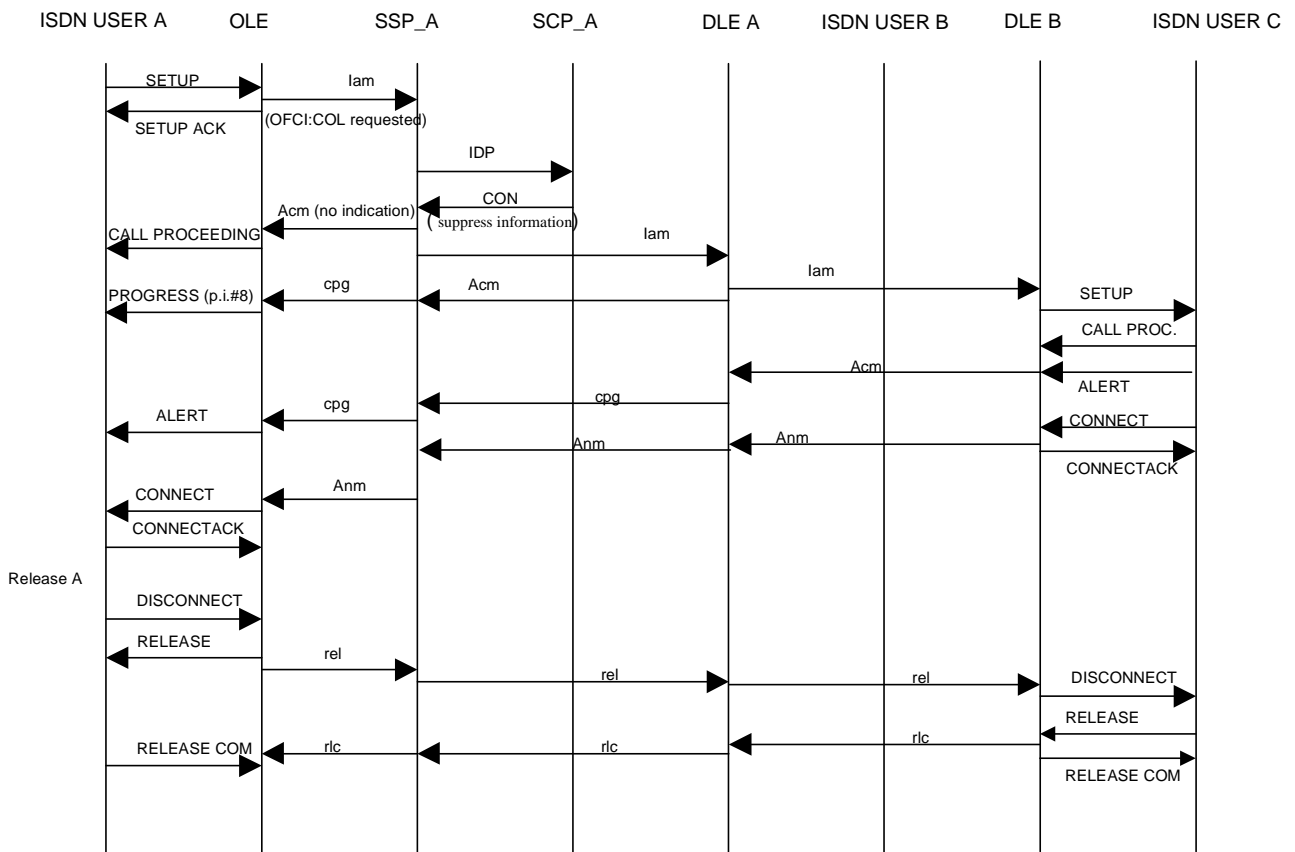 ISDN USER A OLE SSP_A SCP_A DLE A ISDN USER B DLE B ISDN USER C
SETUP Iam
SETUP ACK (OFCI:COL requested)
IDP
CON
Acm (no indication) ( suppress information)
CALL PROCEEDING Iam
Iam
PROGRESS (p.i.#8) cpg Acm SETUP
CALL PROC.
Acm
ALERT
ALERT cpg cpg
CONNECT
Anm Anm
CONNECTACK
CONNECT Anm
CONNECTACK
Release A
DISCONNECT
RELEASE rel
rel rel DISCONNECT
RELEASE
RELEASE COM rlc rlc rlc
RELEASE COM